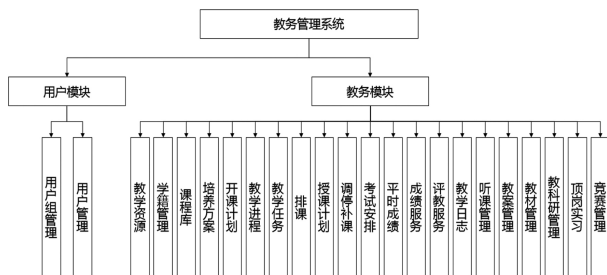 教务管理系统
用户模块
教务模块
用户组管理
用户管理
教学资源
学籍管理
课程库
培养方案
开课计划
教学进程
教学任务
排课
授课计划
调停补课
考试安排
平时成绩
成绩服务
评教服务
教学日志
听课管理
教案管理
教材管理
教科研管理
顶岗实习
竞赛管理